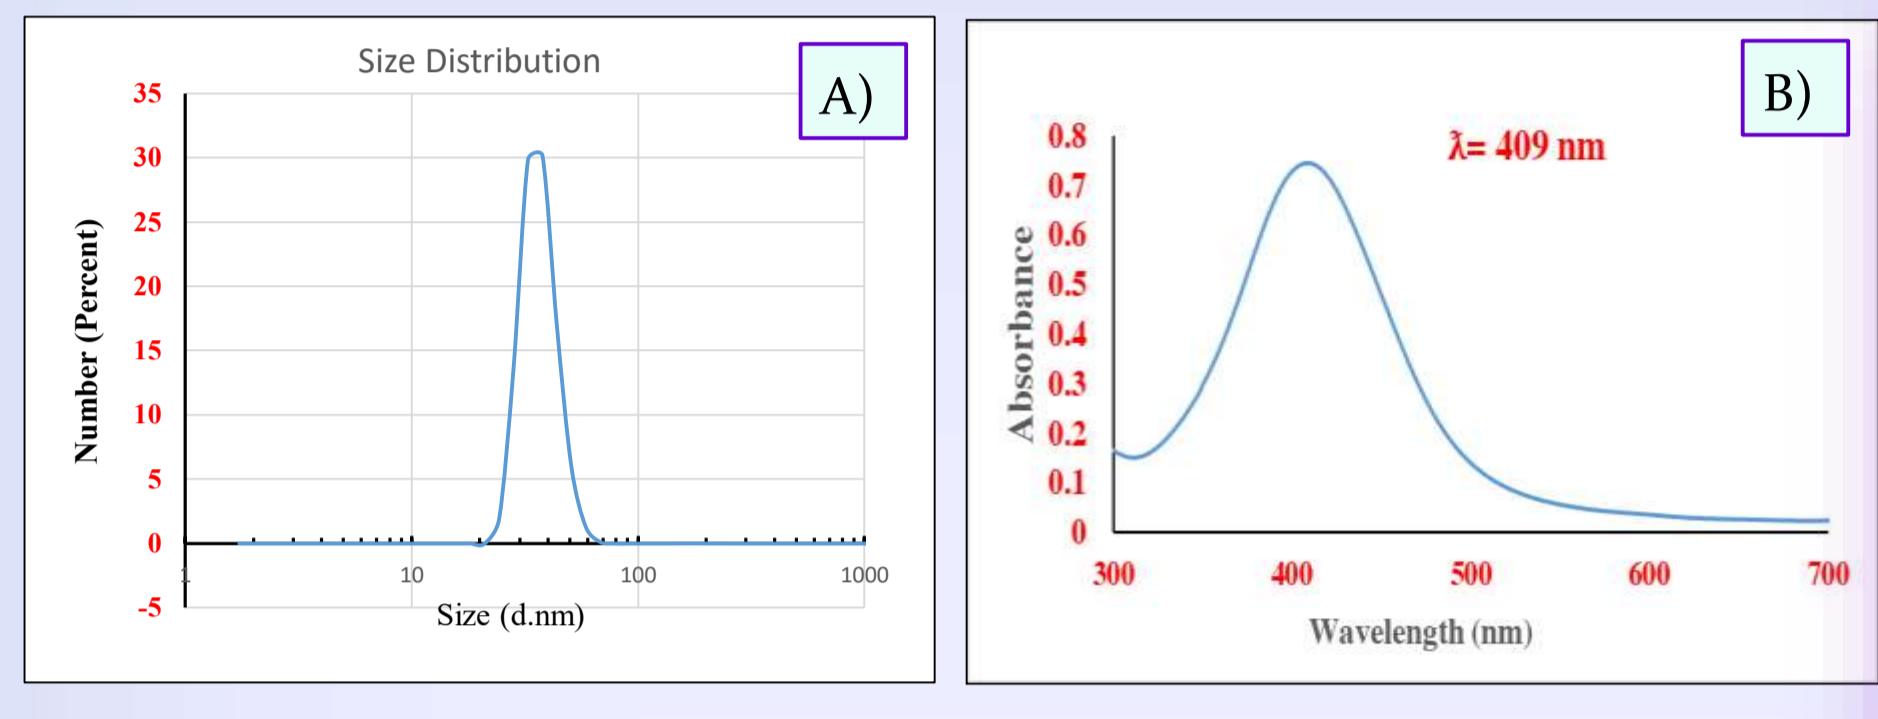 Size Distribution
A)
35
30
25
20
15
10
5
0
-5
1 10 100 1000
Number (Percent)
Size (d.nm)
B)
λ= 409 nm
0.8
0.7
0.6
0.5
0.4
0.3
0.2
0.1
0
300 400 500 600 700
Absorbance
Wavelength (nm)